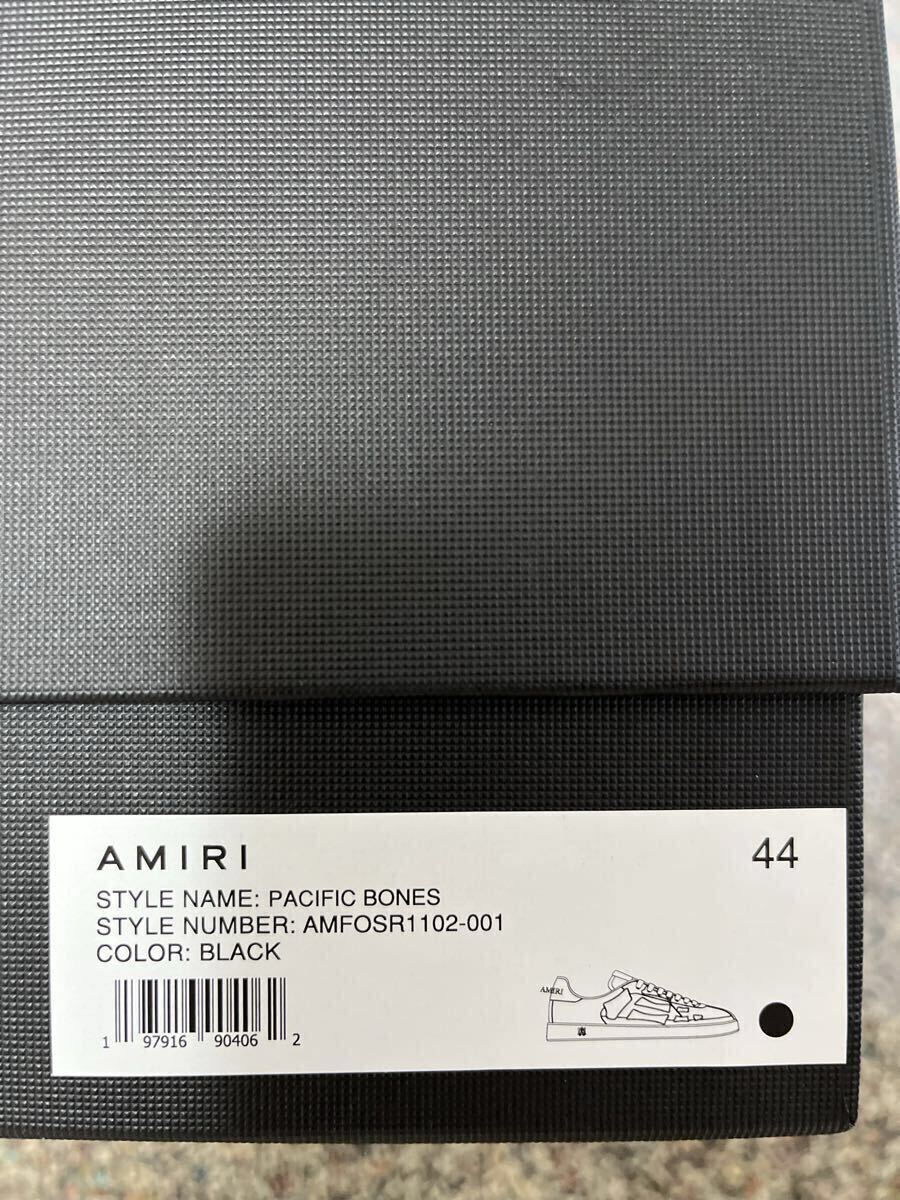 AMIRI 44
STYLE NAME: PACIFIC BONES
STYLE NUMBER: AMFOSR1102-001
COLOR: BLACK
AMIRI
1 97916 90406 2